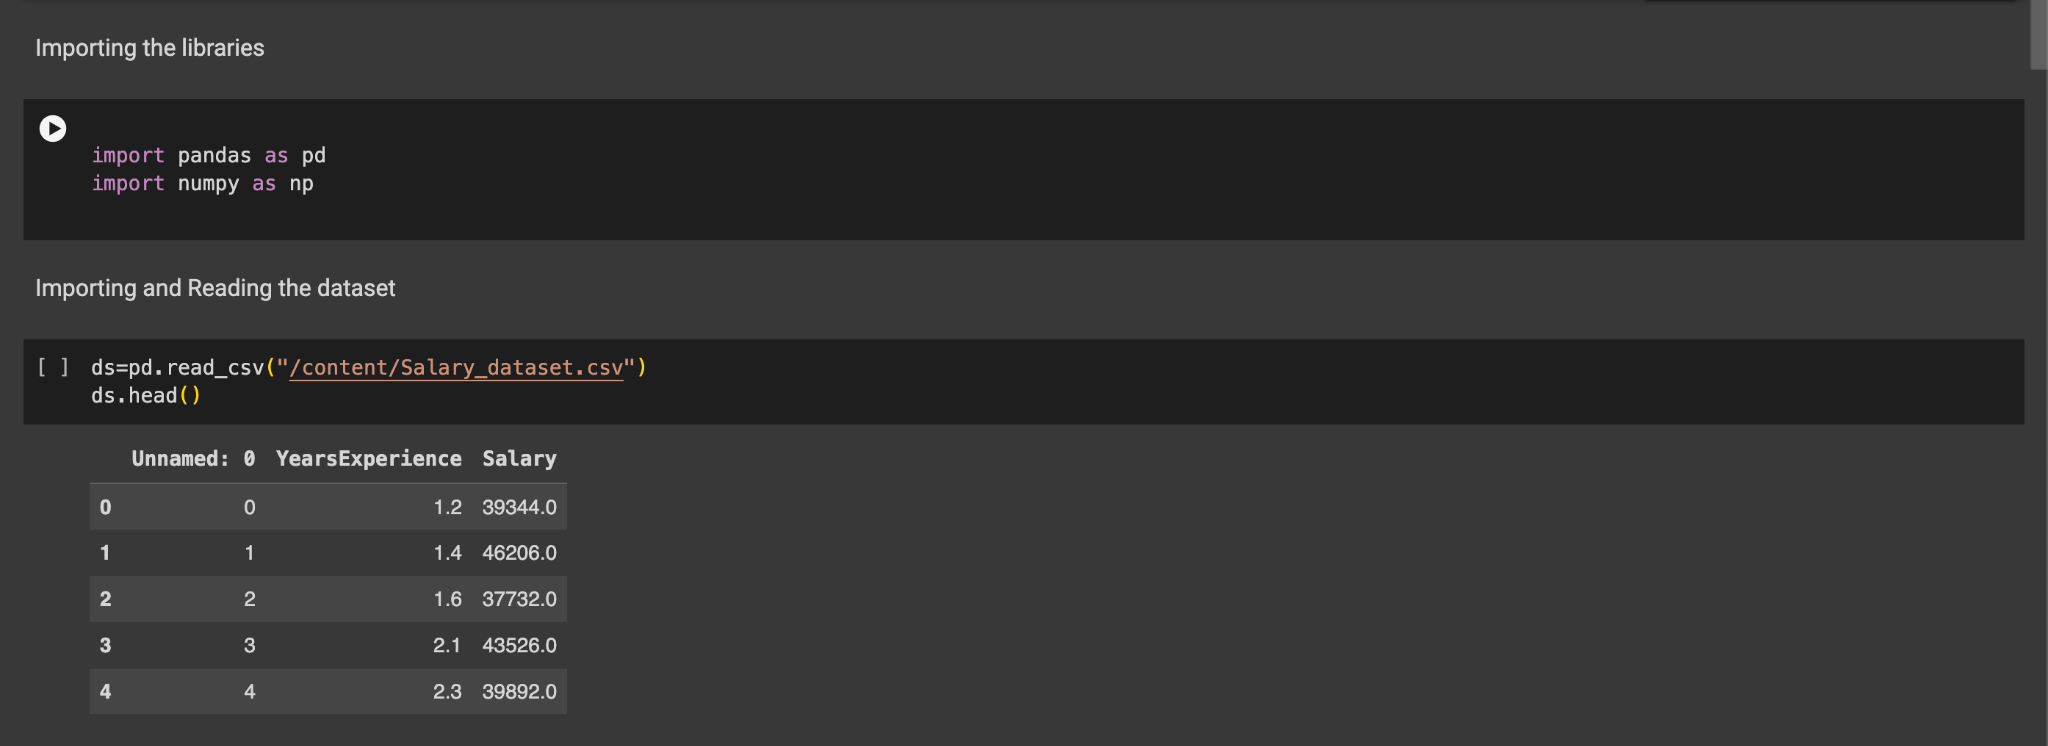 Importing the libraries
import pandas as pd
import numpy as np
Importing and Reading the dataset
[ ] ds=pd.read_csv("/content/Salary_dataset.csv")
ds.head()
Unnamed: 0 YearsExperience Salary
0 0 1.2 39344.0
1 1 1.4 46206.0
2 2 1.6 37732.0
3 3 2.1 43526.0
4 4 2.3 39892.0